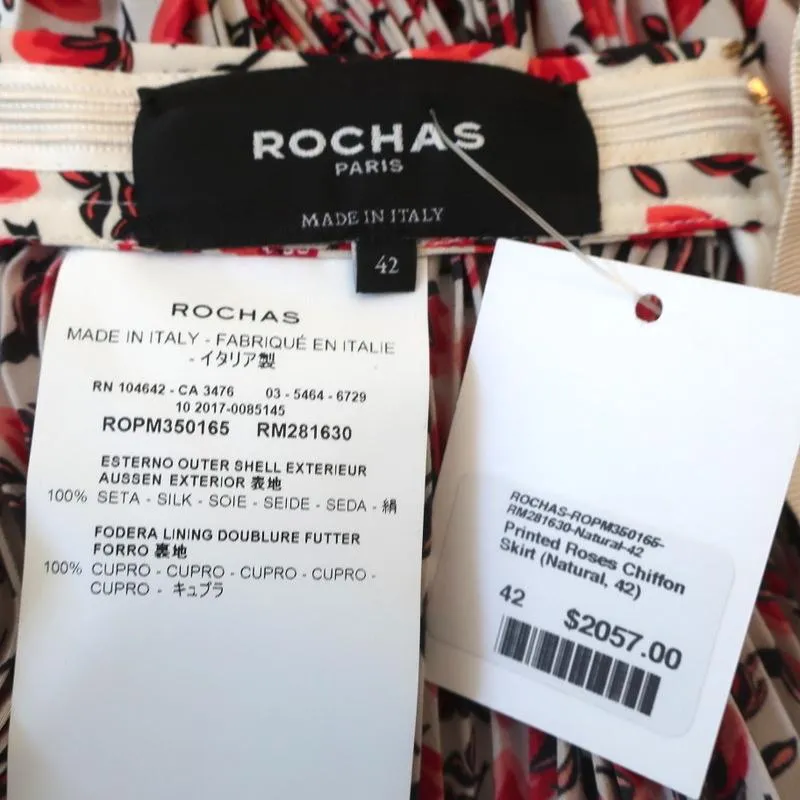 ROCHAS
PARIS
MADE IN ITALY
42
ROCHAS
MADE IN ITALY - FABRIQUÉ EN ITALIE
- イタリア製
RN 104642 - CA 3476 03 - 5464 - 6729
10 2017-0085145
ROPM350165 RM281630
ESTERNO OUTER SHELL EXTERIEUR
AUSSEN EXTERIOR 表地
100% SETA - SILK - SOIE - SEIDE - SEDA - 絹
FODERA LINING DOUBLURE FUTTER
FORRO 裏地
100% CUPRO - CUPRO - CUPRO - CUPRO -
CUPRO - キュプラ
ROCHAS-ROPM350165-
RM281630-Natural-42
Printed Roses Chiffon
Skirt (Natural, 42)
42 $2057.00